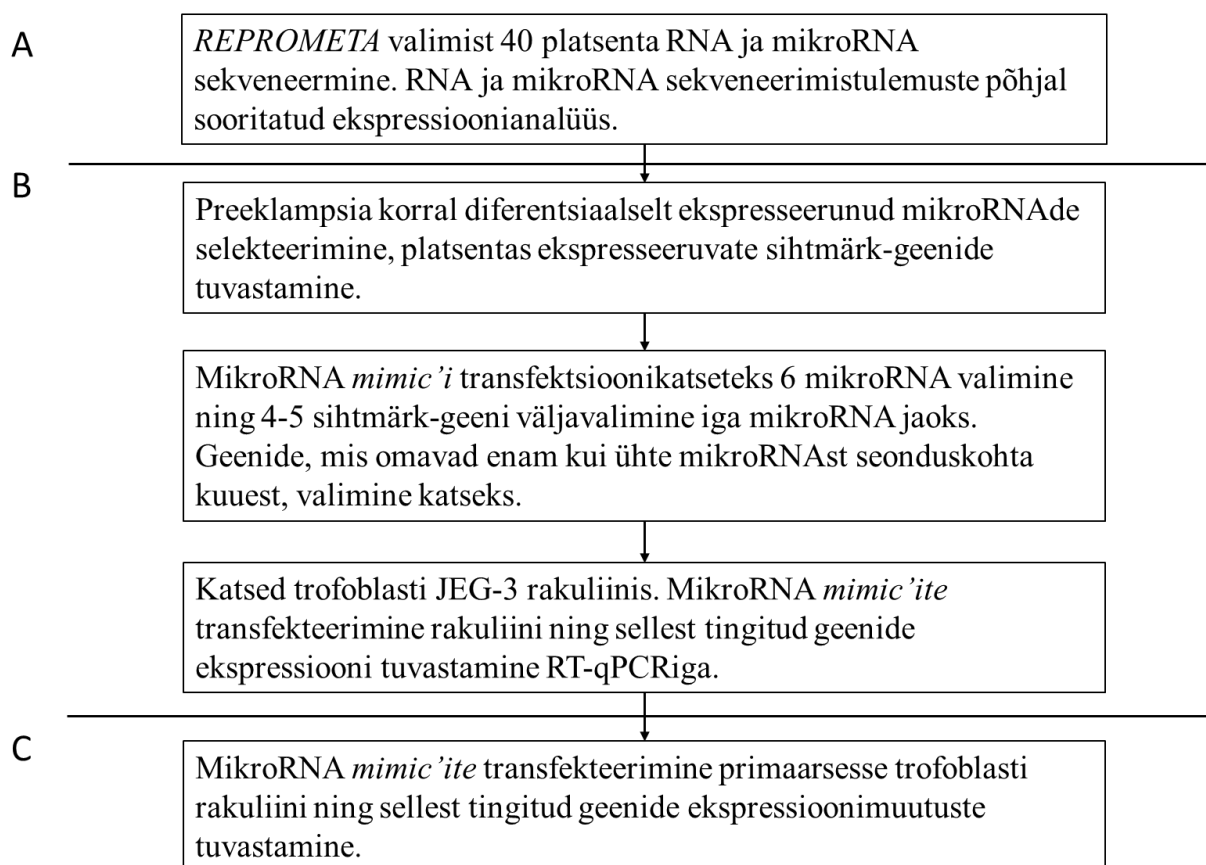 A
REPROMETA valimist 40 platsenta RNA ja mikroRNA
sekveneermine. RNA ja mikroRNA sekveneerimistulemuste põhjal
sooritatud ekspressioonianalüüs.
B
Preeklampsia korral diferentsiaalselt ekspresseerunud mikroRNAde
selekteerimine, platsentas ekspresseeruvate sihtmärk-geenide
tuvastamine.
MikroRNA mimic’i transfektsioonikatseteks 6 mikroRNA valimine
ning 4-5 sihtmärk-geeni väljavalimine iga mikroRNA jaoks.
Geenide, mis omavad enam kui ühte mikroRNAst seonduskohta
kuuest, valimine katseks.
Katsed trofoblasti JEG-3 rakuliinis. MikroRNA mimic’ite
transfekteerimine rakuliini ning sellest tingitud geenide
ekspressiooni tuvastamine RT-qPCRiga.
C
MikroRNA mimic’ite transfekteerimine primaarsesse trofoblasti
rakuliini ning sellest tingitud geenide ekspressioonimuutuste
tuvastamine.